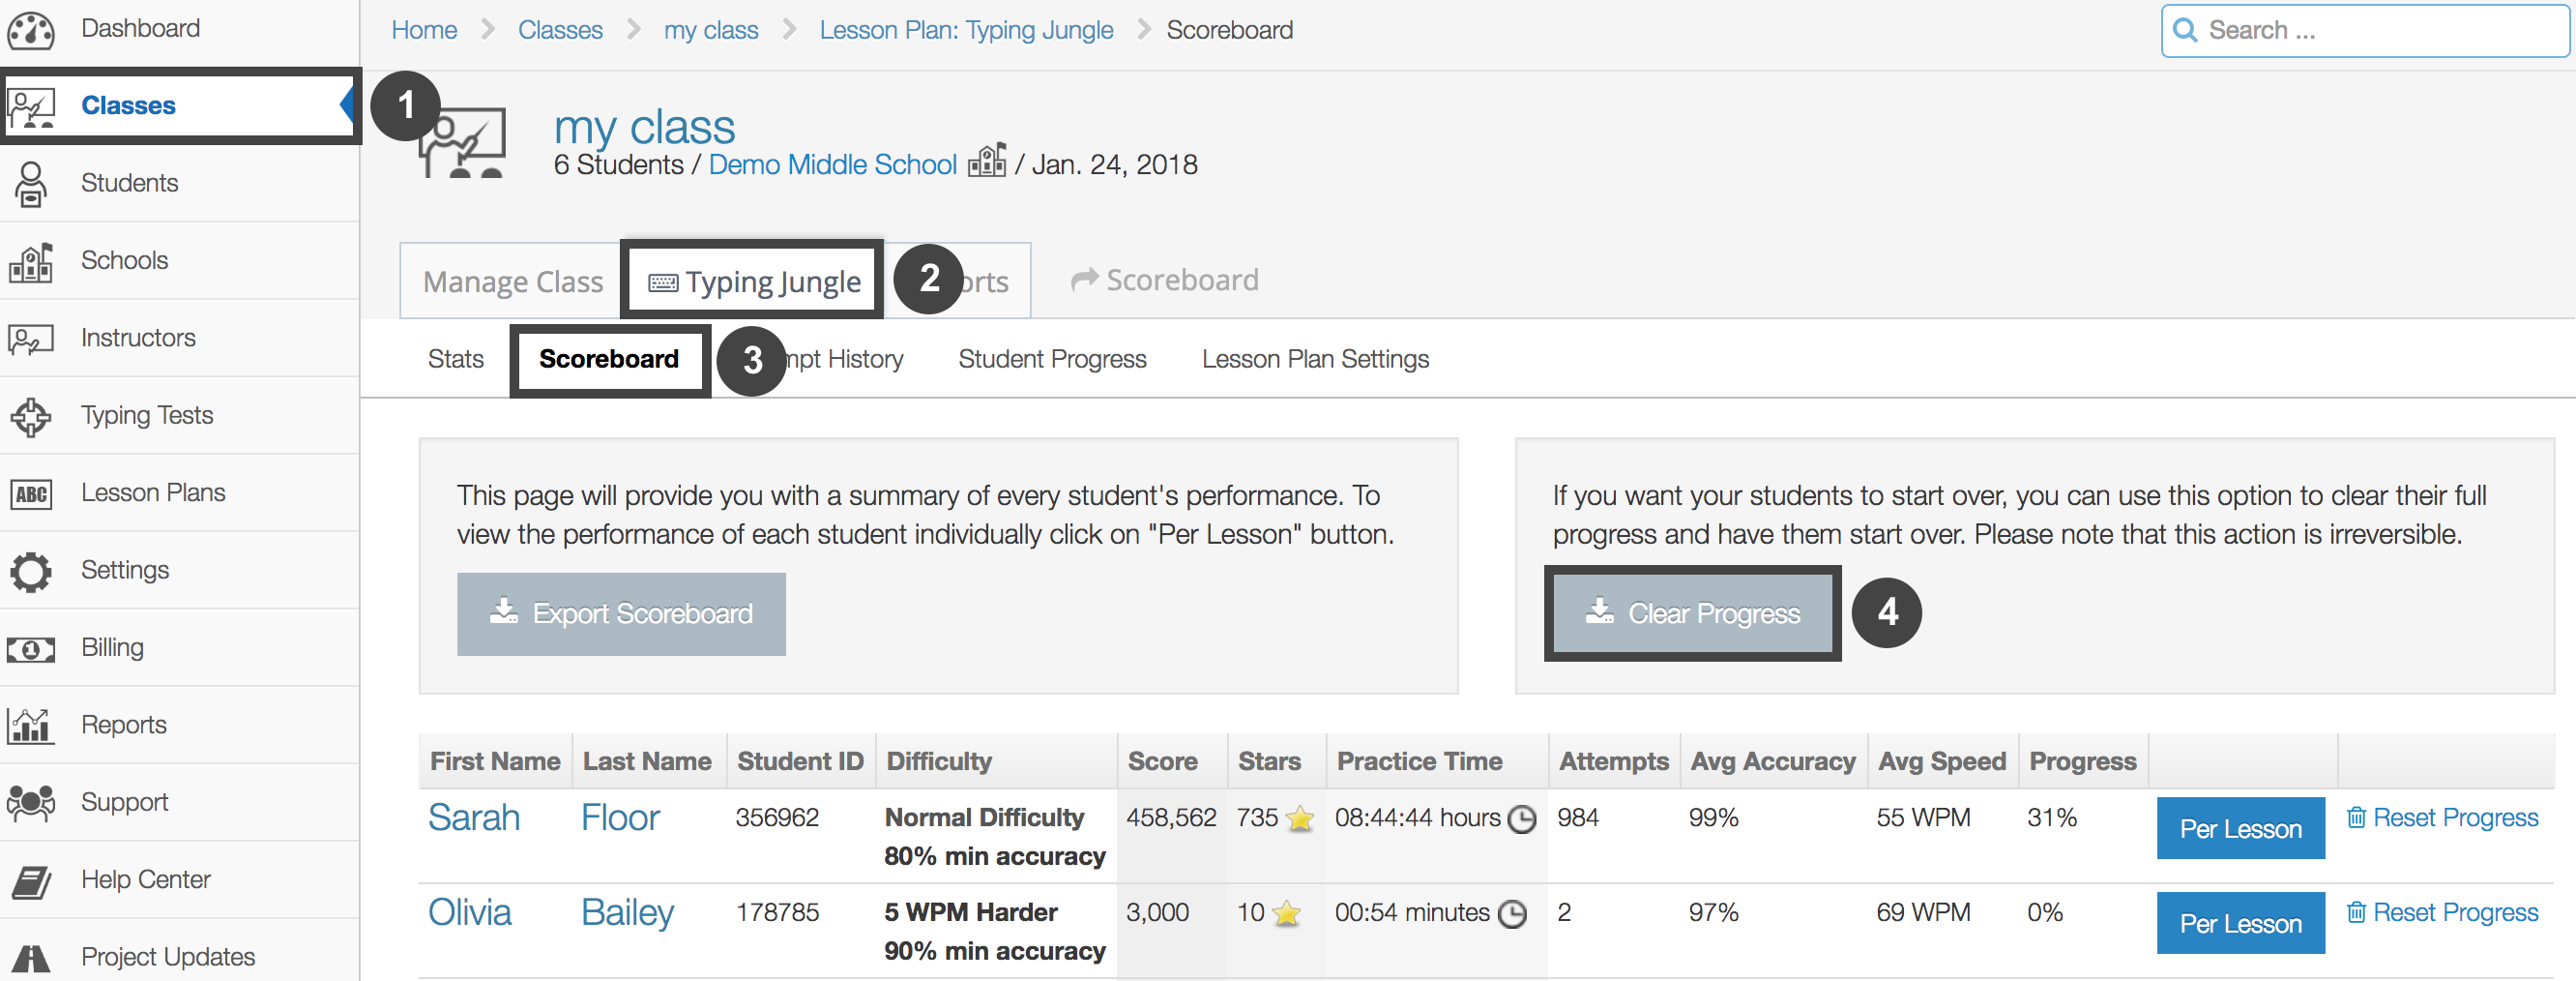 Dashboard
Classes
Students
Schools
Instructors
Typing Tests
ABC Lesson Plans
Settings
1 Billing
Reports
Support
Help Center
Project Updates
Home Classes my class Lesson Plan: Typing Jungle Scoreboard
Search ...
1
my class
6 Students / Demo Middle School / Jan. 24, 2018
Manage Class Typing Jungle 2 orts Scoreboard
Stats Scoreboard 3 mpt History Student Progress Lesson Plan Settings
This page will provide you with a summary of every student's performance. To
view the performance of each student individually click on "Per Lesson" button.
Export Scoreboard
If you want your students to start over, you can use this option to clear their full
progress and have them start over. Please note that this action is irreversible.
Clear Progress 4
First Name Last Name Student ID Difficulty Score Stars Practice Time Attempts Avg Accuracy Avg Speed Progress
Sarah Floor 356962 Normal Difficulty 458,562 735 08:44:44 hours 984 99% 55 WPM 31% Per Lesson Reset Progress
80% min accuracy
Olivia Bailey 178785 5 WPM Harder 3,000 10 00:54 minutes 2 97% 69 WPM 0% Per Lesson Reset Progress
90% min accuracy